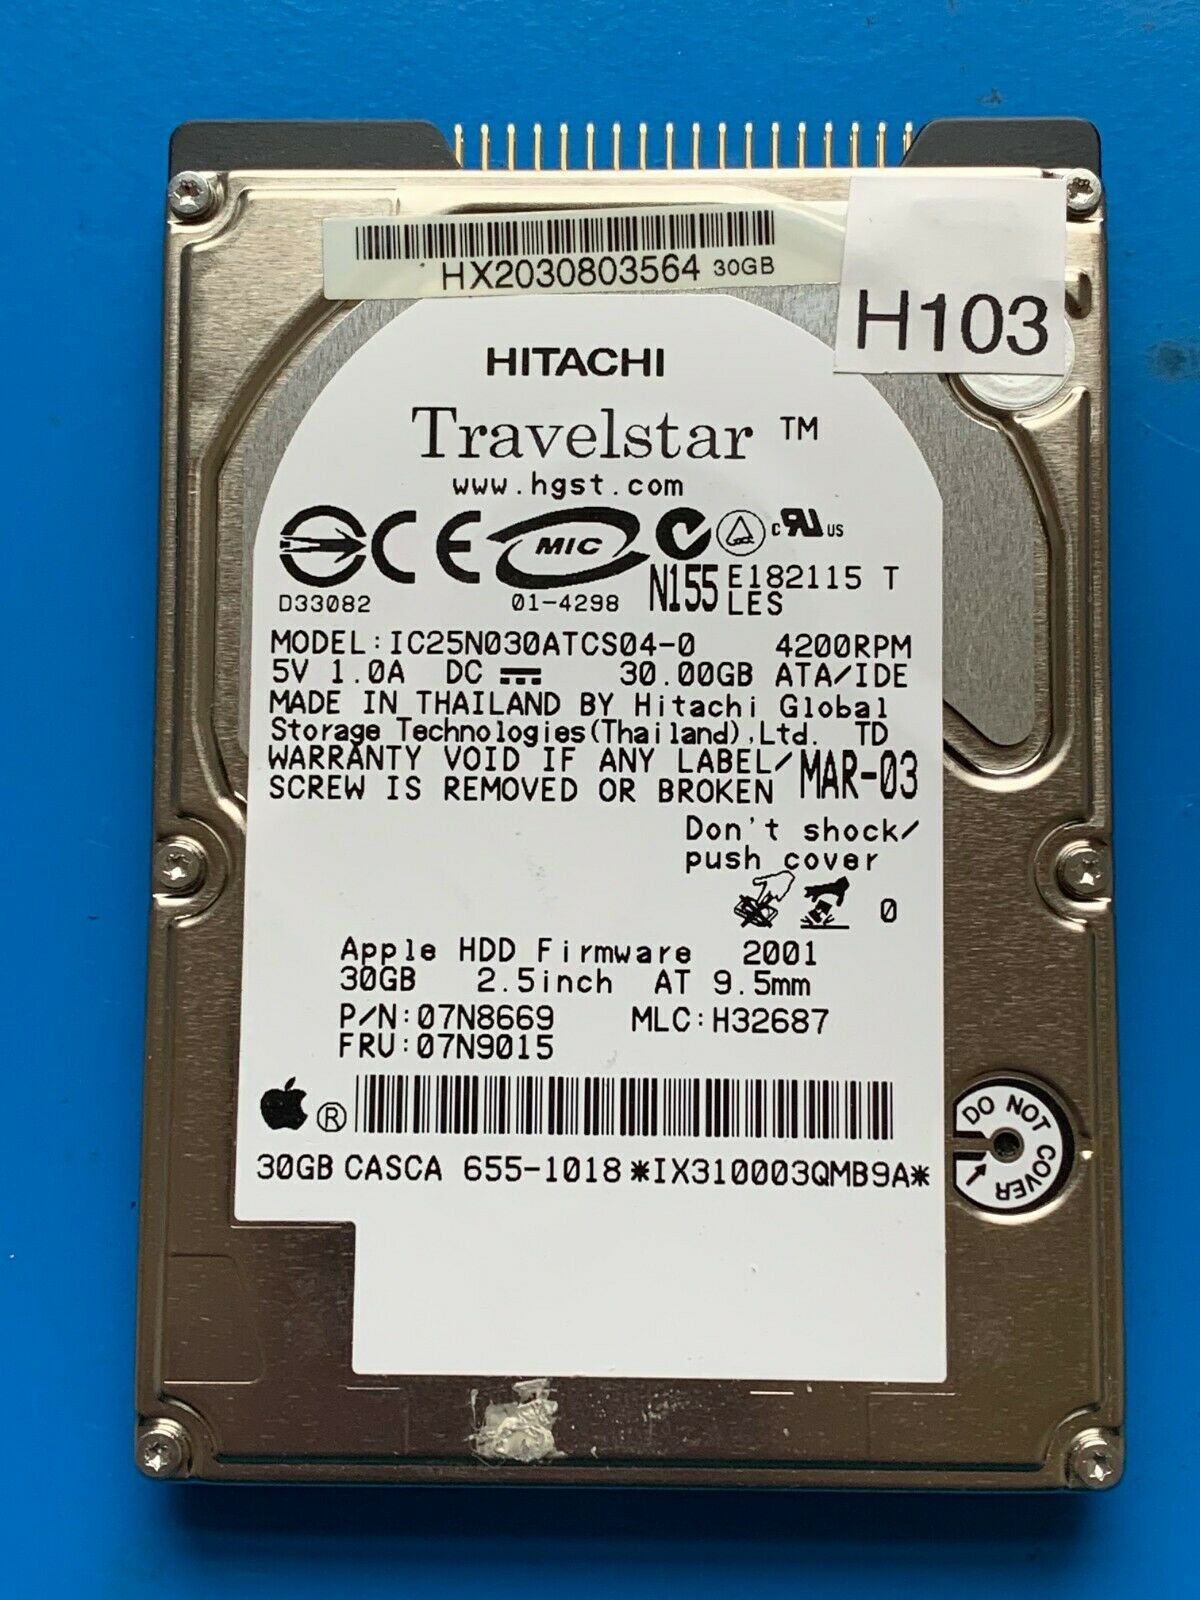 HX2030803564 30GB
H103
HITACHI
Travelstar ™
www.hgst.com
CE MIC c RU us
D33082 01-4298 N155 E182115 T
LES
MODEL:IC25N030ATCS04-0 4200RPM
5V 1.0A DC 30.00GB ATA/IDE
MADE IN THAILAND BY Hitachi Global
Storage Technologies(Thailand),Ltd. TD
WARRANTY VOID IF ANY LABEL/
SCREW IS REMOVED OR BROKEN MAR-03
Don't shock/
push cover
0
Apple HDD Firmware 2001
30GB 2.5inch AT 9.5mm
P/N:07N8669 MLC:H32687
FRU:07N9015
®
30GB CASCA 655-1018 *IX310003QMB9A*
DO NOT COVER